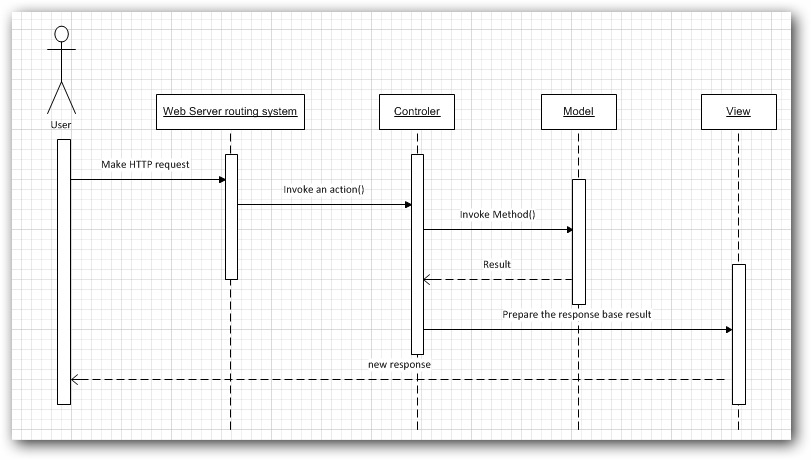 User
Web Server routing system
Controler
Model
View
Make HTTP request
Invoke an action()
Invoke Method()
Result
Prepare the response base result
new response